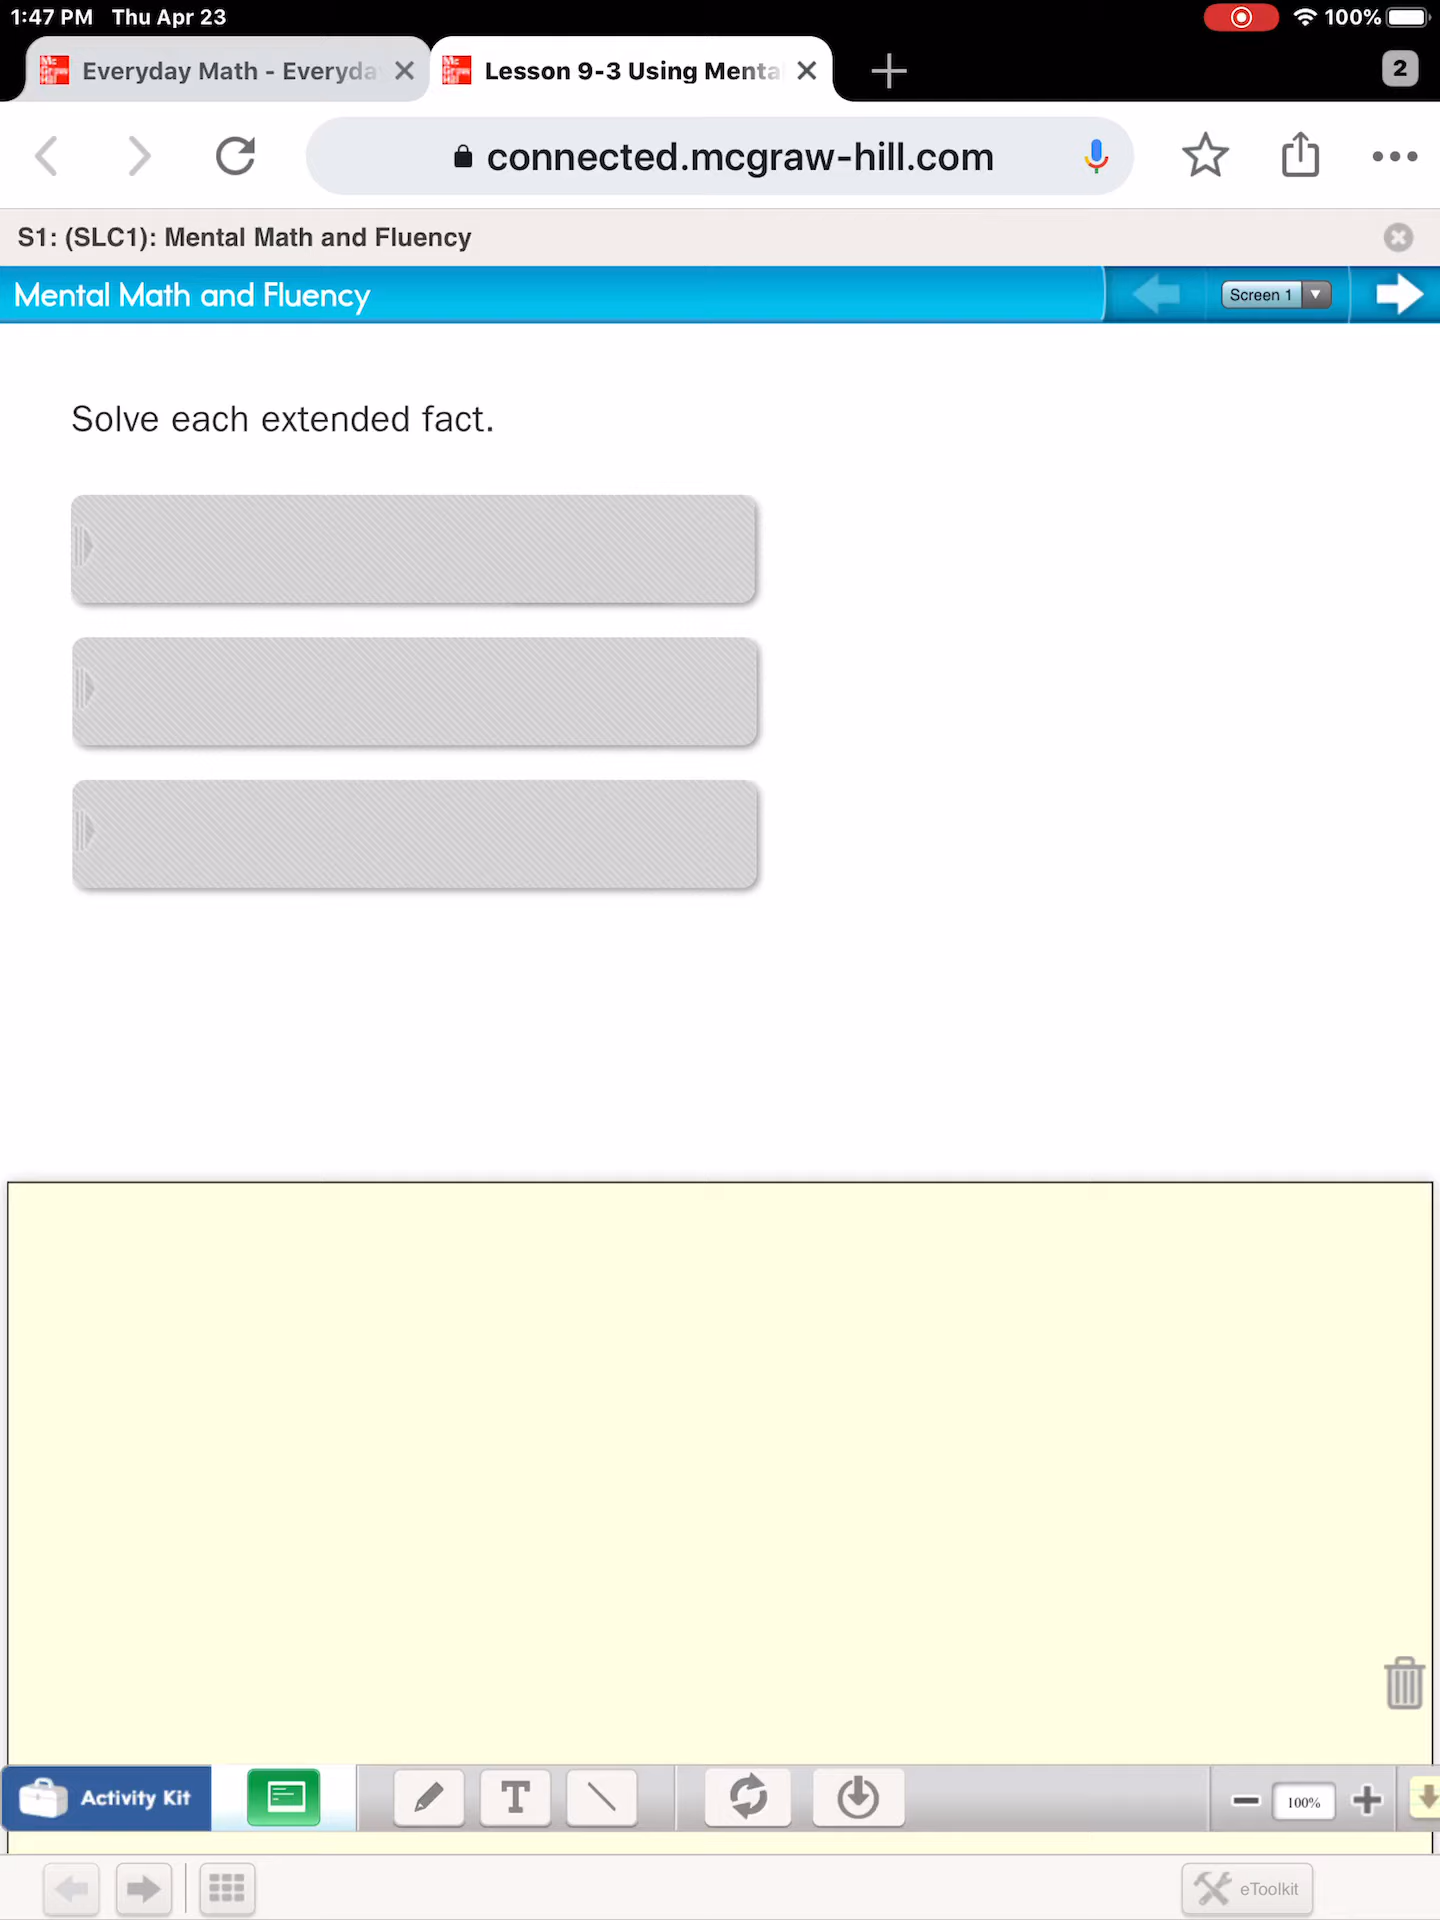 1:47 PM Thu Apr 23
100%
Everyday Math - Everyda
Lesson 9-3 Using Menta
2
connected.mcgraw-hill.com
S1: (SLC1): Mental Math and Fluency
Mental Math and Fluency
Screen 1
Solve each extended fact.
Activity Kit
T
100%
eToolkit